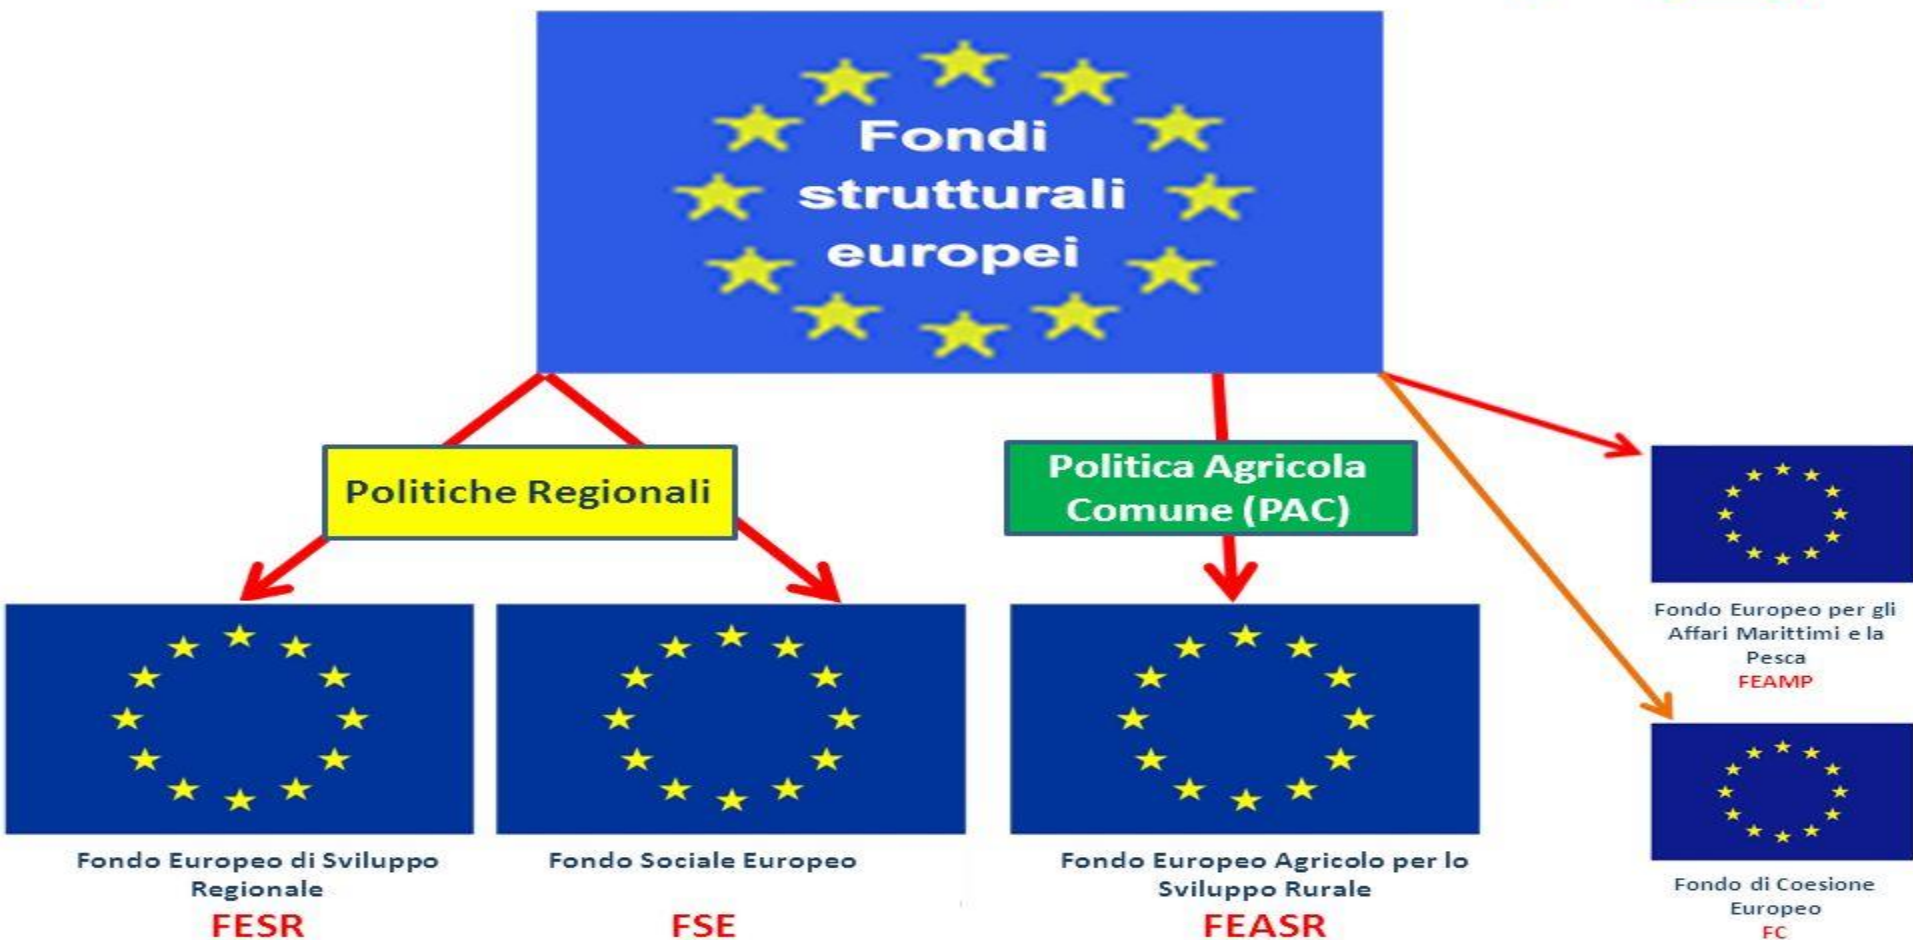 Fondi
strutturali
europei
Politiche Regionali
Politica Agricola
Comune (PAC)
Fondo Europeo per gli
Affari Marittimi e la
Pesca
FEAMP
Fondo Europeo di Sviluppo
Regionale
FESR
Fondo Sociale Europeo
FSE
Fondo Europeo Agricolo per lo
Sviluppo Rurale
FEASR
Fondo di Coesione
Europeo
FC